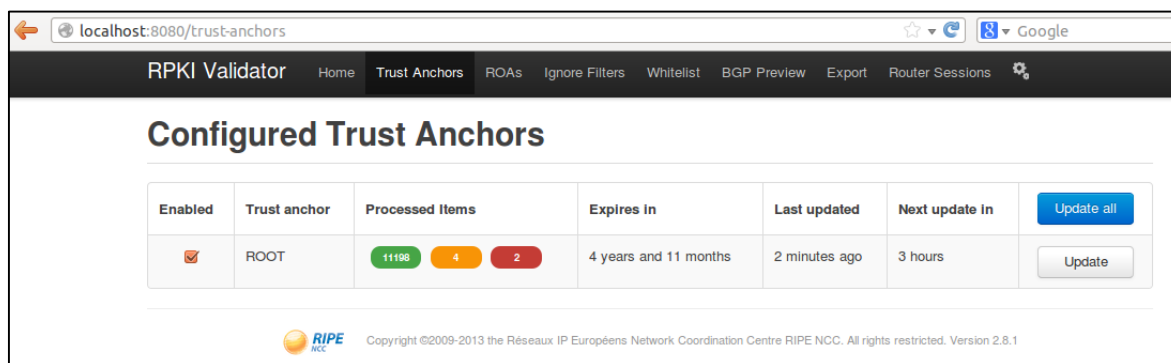 localhost:8080/trust-anchors
Google
RPKI Validator Home Trust Anchors ROAs Ignore Filters Whitelist BGP Preview Export Router Sessions
Configured Trust Anchors
Enabled Trust anchor Processed Items Expires in Last updated Next update in Update all
ROOT 11198 4 2 4 years and 11 months 2 minutes ago 3 hours Update
RIPE NCC Copyright ©2009-2013 the Réseaux IP Européens Network Coordination Centre RIPE NCC. All rights restricted. Version 2.8.1